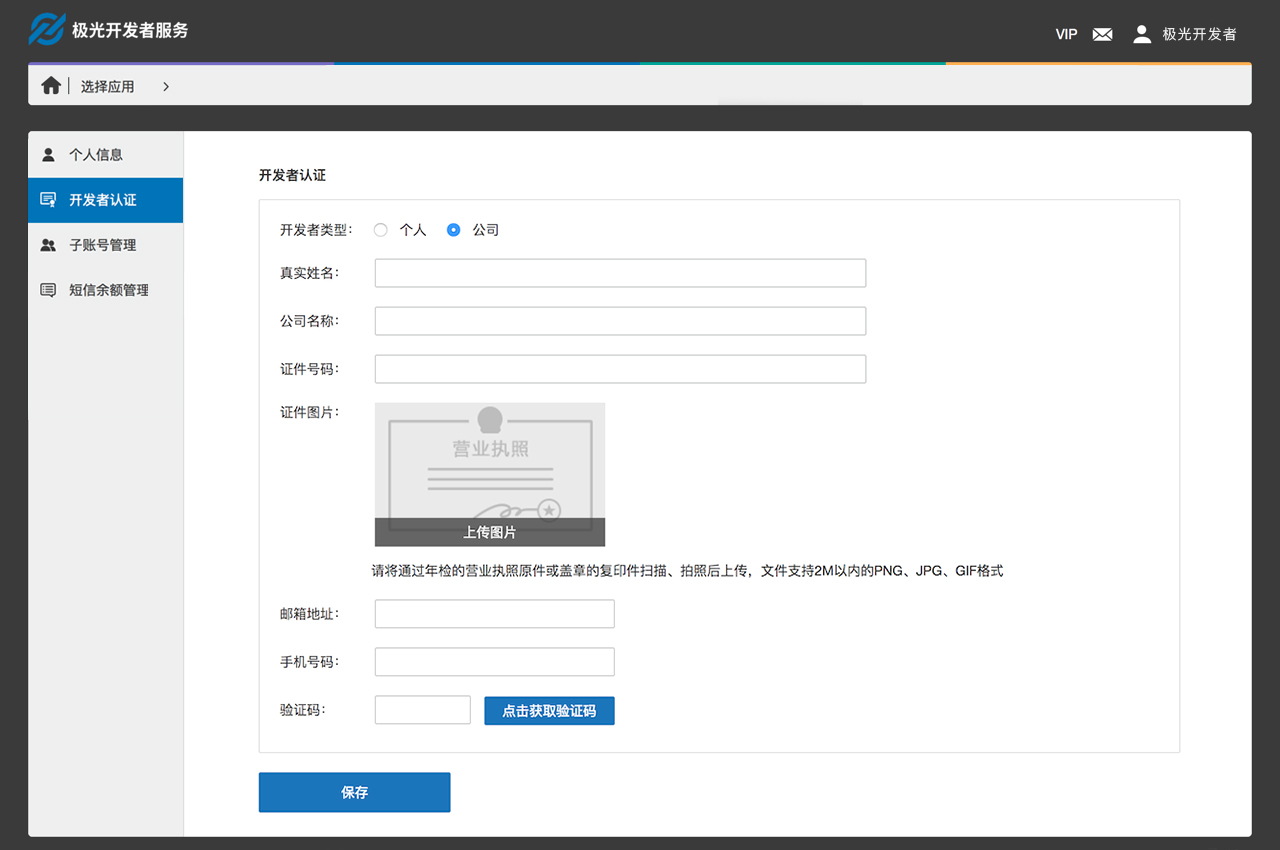 极光开发者服务
VIP 极光开发者
选择应用
个人信息
开发者认证
子账号管理
短信余额管理
开发者认证
开发者类型： 个人 公司
真实姓名：
公司名称：
证件号码：
证件图片：
营业执照
上传图片
请将通过年检的营业执照原件或盖章的复印件扫描、拍照后上传，文件支持2M以内的PNG、JPG、GIF格式
邮箱地址：
手机号码：
验证码： 点击获取验证码
保存